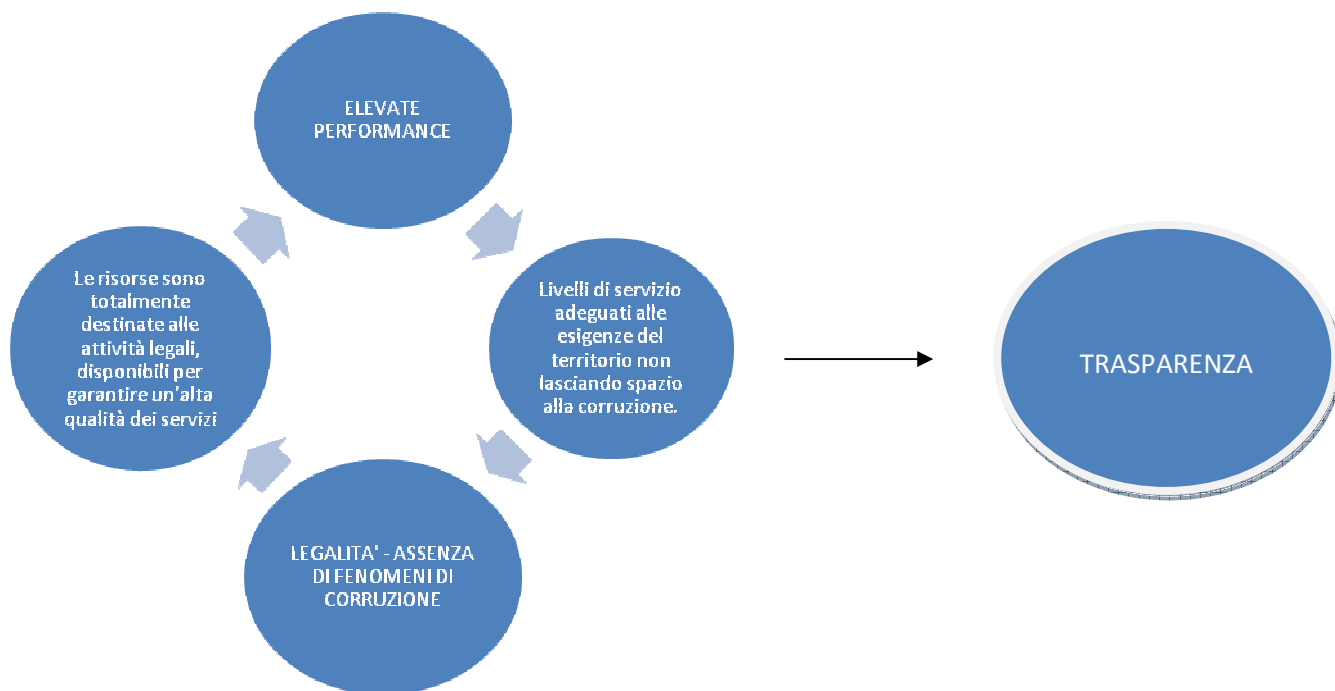 ELEVATE
PERFORMANCE
Livelli di servizio
adeguati alle
esigenze del
territorio non
lasciando spazio
alla corruzione.
LEGALITA' - ASSENZA
DI FENOMENI DI
CORRUZIONE
Le risorse sono
totalmente
destinate alle
attività legali,
disponibili per
garantire un'alta
qualità dei servizi
TRASPARENZA